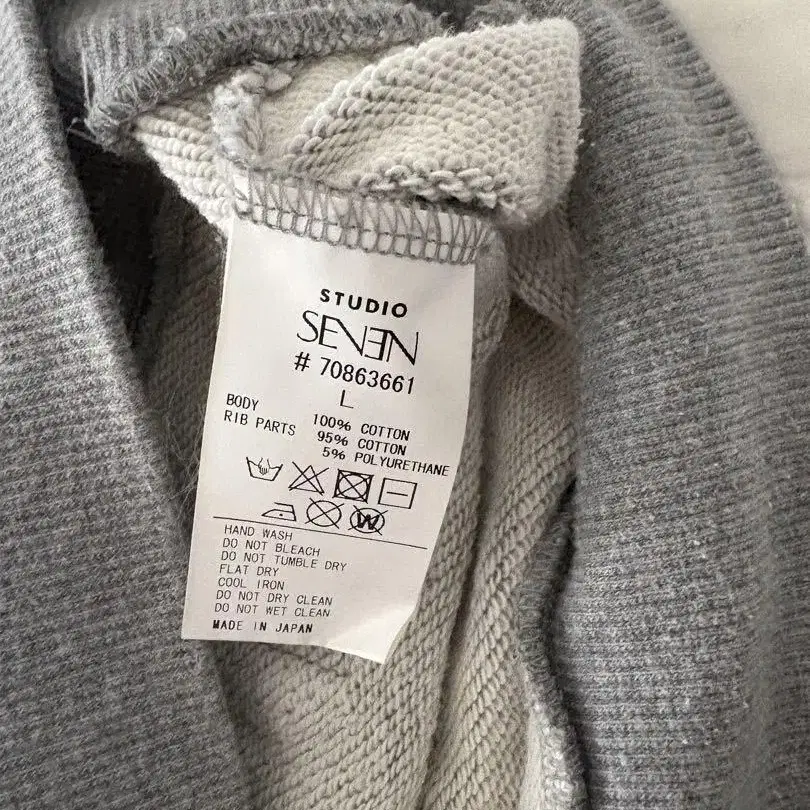 STUDIO
SEVEN
# 70863661
L
BODY 100% COTTON
RIB PARTS 95% COTTON
5% POLYURETHANE
W
HAND WASH
DO NOT BLEACH
DO NOT TUMBLE DRY
FLAT DRY
COOL IRON
DO NOT DRY CLEAN
DO NOT WET CLEAN
MADE IN JAPAN